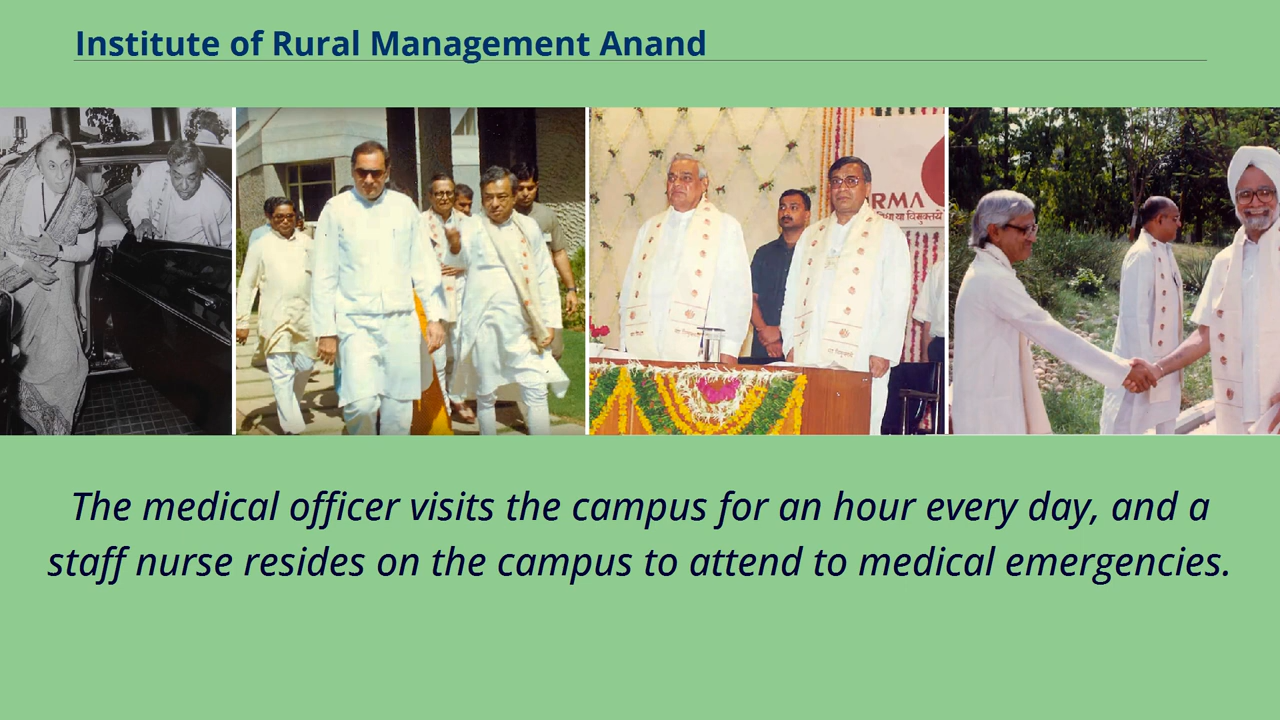 Institute of Rural Management Anand
IRMA
The medical officer visits the campus for an hour every day, and a
staff nurse resides on the campus to attend to medical emergencies.